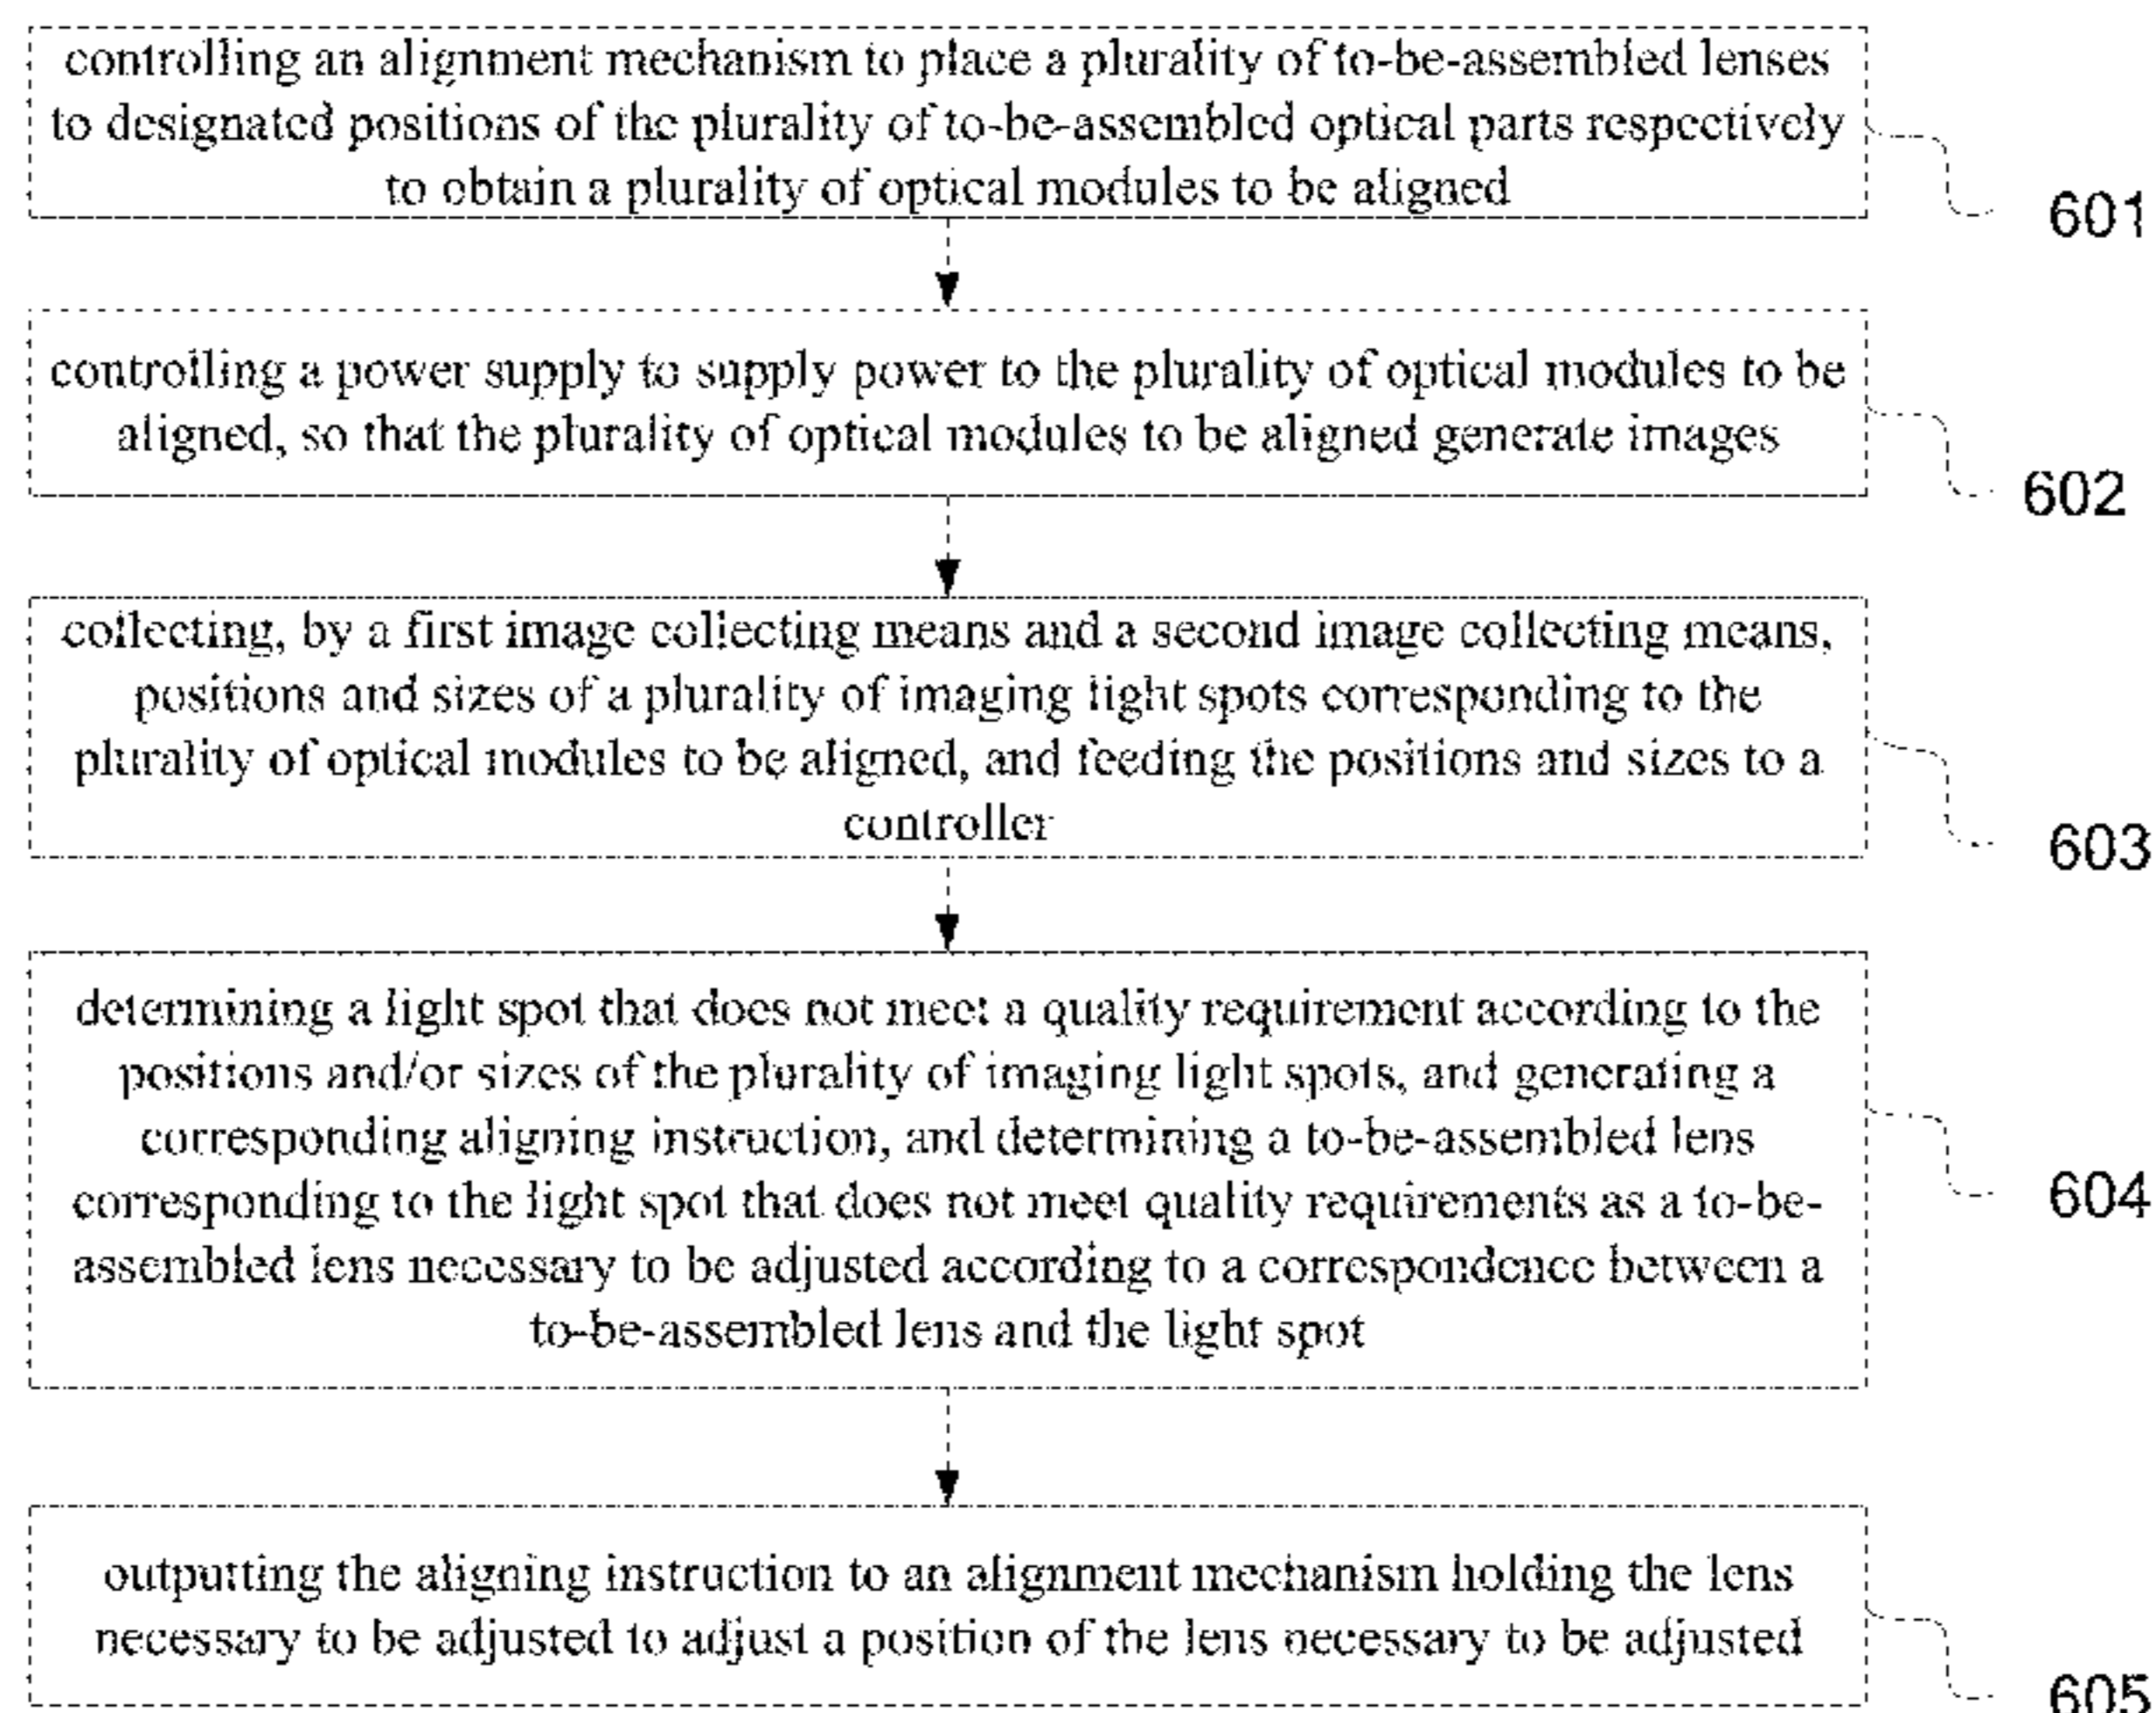 controlling an alignment mechanism to place a plurality of to-be-assembled lenses
to designated positions of the plurality of to-be-assembled optical parts respectively
to obtain a plurality of optical modules to be aligned
601
controlling a power supply to supply power to the plurality of optical modules to be
aligned, so that the plurality of optical modules to be aligned generate images
602
collecting, by a first image collecting means and a second image collecting means,
positions and sizes of a plurality of imaging light spots corresponding to the
plurality of optical modules to be aligned, and feeding the positions and sizes to a
controller
603
determining a light spot that does not meet a quality requirement according to the
positions and/or sizes of the plurality of imaging light spots, and generating a
corresponding aligning instruction, and determining a to-be-assembled lens
corresponding to the light spot that does not meet quality requirements as a to-be-
assembled lens necessary to be adjusted according to a correspondence between a
to-be-assembled lens and the light spot
604
outputting the aligning instruction to an alignment mechanism holding the lens
necessary to be adjusted to adjust a position of the lens necessary to be adjusted
605